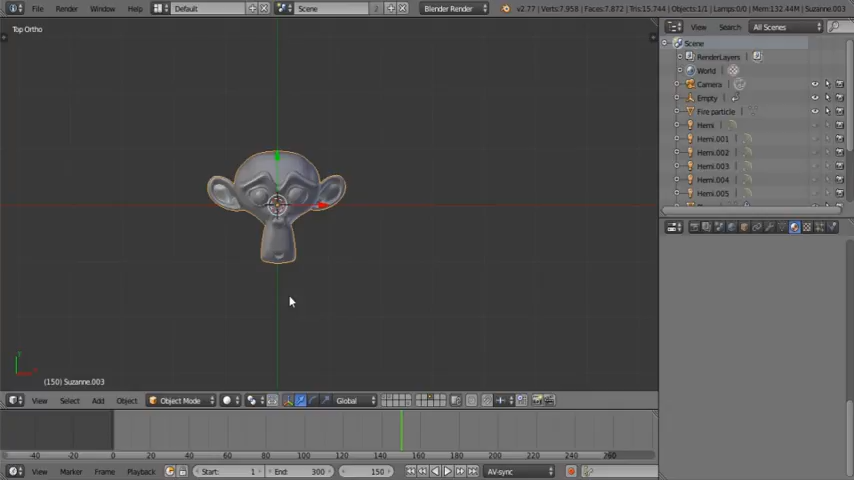 File Render Window Help Default Scene 2 Blender Render v2.77 | Verts:7.958 | Faces:7.872 | Tris:15.744 | Objects:1/1 | Lamps:0/0 | Mem:132.44M | Suzanne.003
Top Ortho
View Search All Scenes
Scene
RenderLayers
World
Camera
Empty
Fire particle
Hemi
Hemi.001
Hemi.002
Hemi.003
Hemi.004
Hemi.005
(150) Suzanne.003
View Select Add Object Object Mode Global
-40 -20 0 20 40 60 80 100 120 140 160 180 200 220 240 260
View Marker Frame Playback Start: 1 End: 300 150 AV-sync